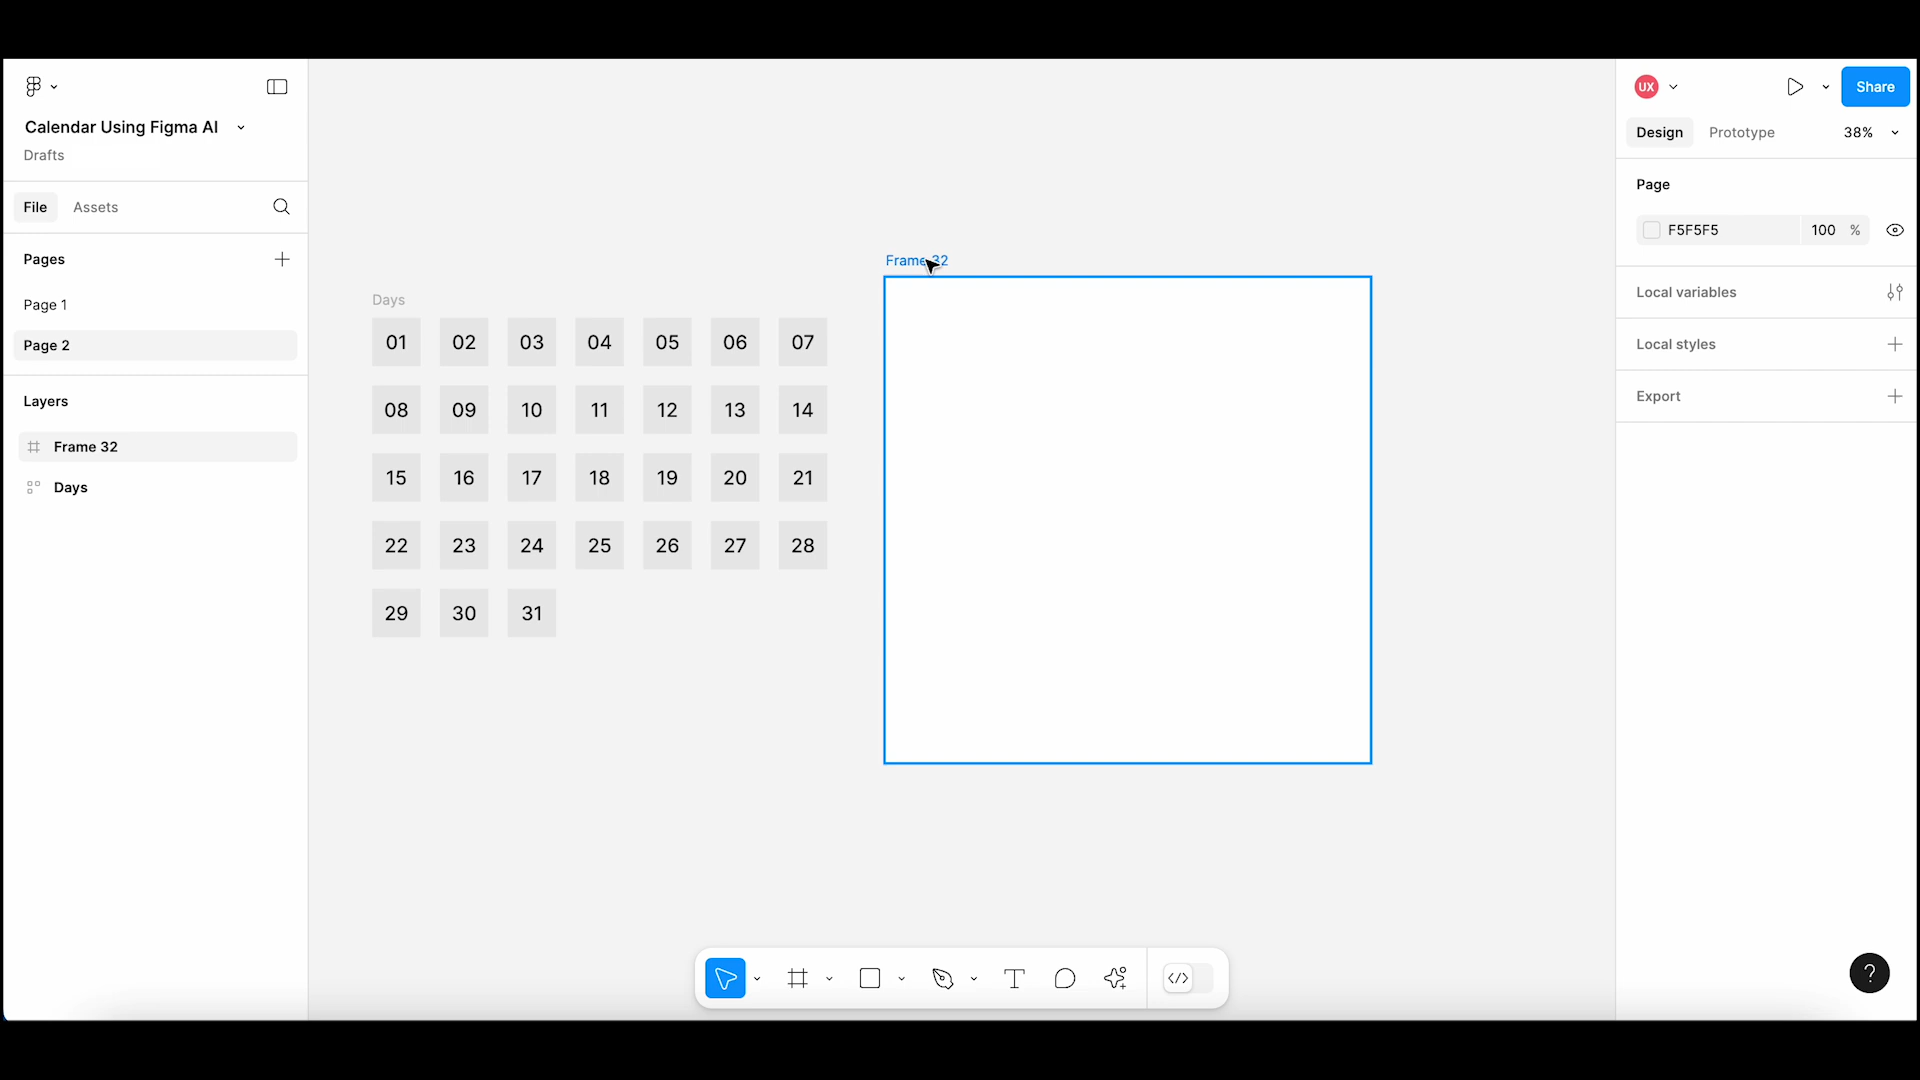 Calendar Using Figma AI
Drafts
File Assets
Pages
Page 1
Page 2
Layers
Frame 32
Days
Days
01 02 03 04 05 06 07
08 09 10 11 12 13 14
15 16 17 18 19 20 21
22 23 24 25 26 27 28
29 30 31
Frame 32
UX
Share
Design Prototype 38%
Page
F5F5F5 100 %
Local variables
Local styles
Export
?